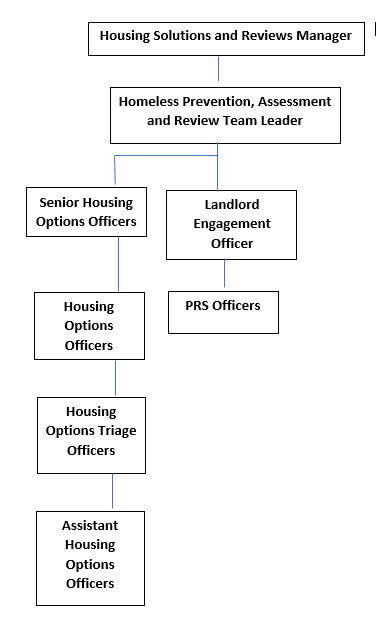 Housing Solutions and Reviews Manager
Homeless Prevention, Assessment
and Review Team Leader
Senior Housing
Options Officers
Landlord
Engagement
Officer
Housing
Options
Officers
PRS Officers
Housing
Options Triage
Officers
Assistant
Housing
Options
Officers